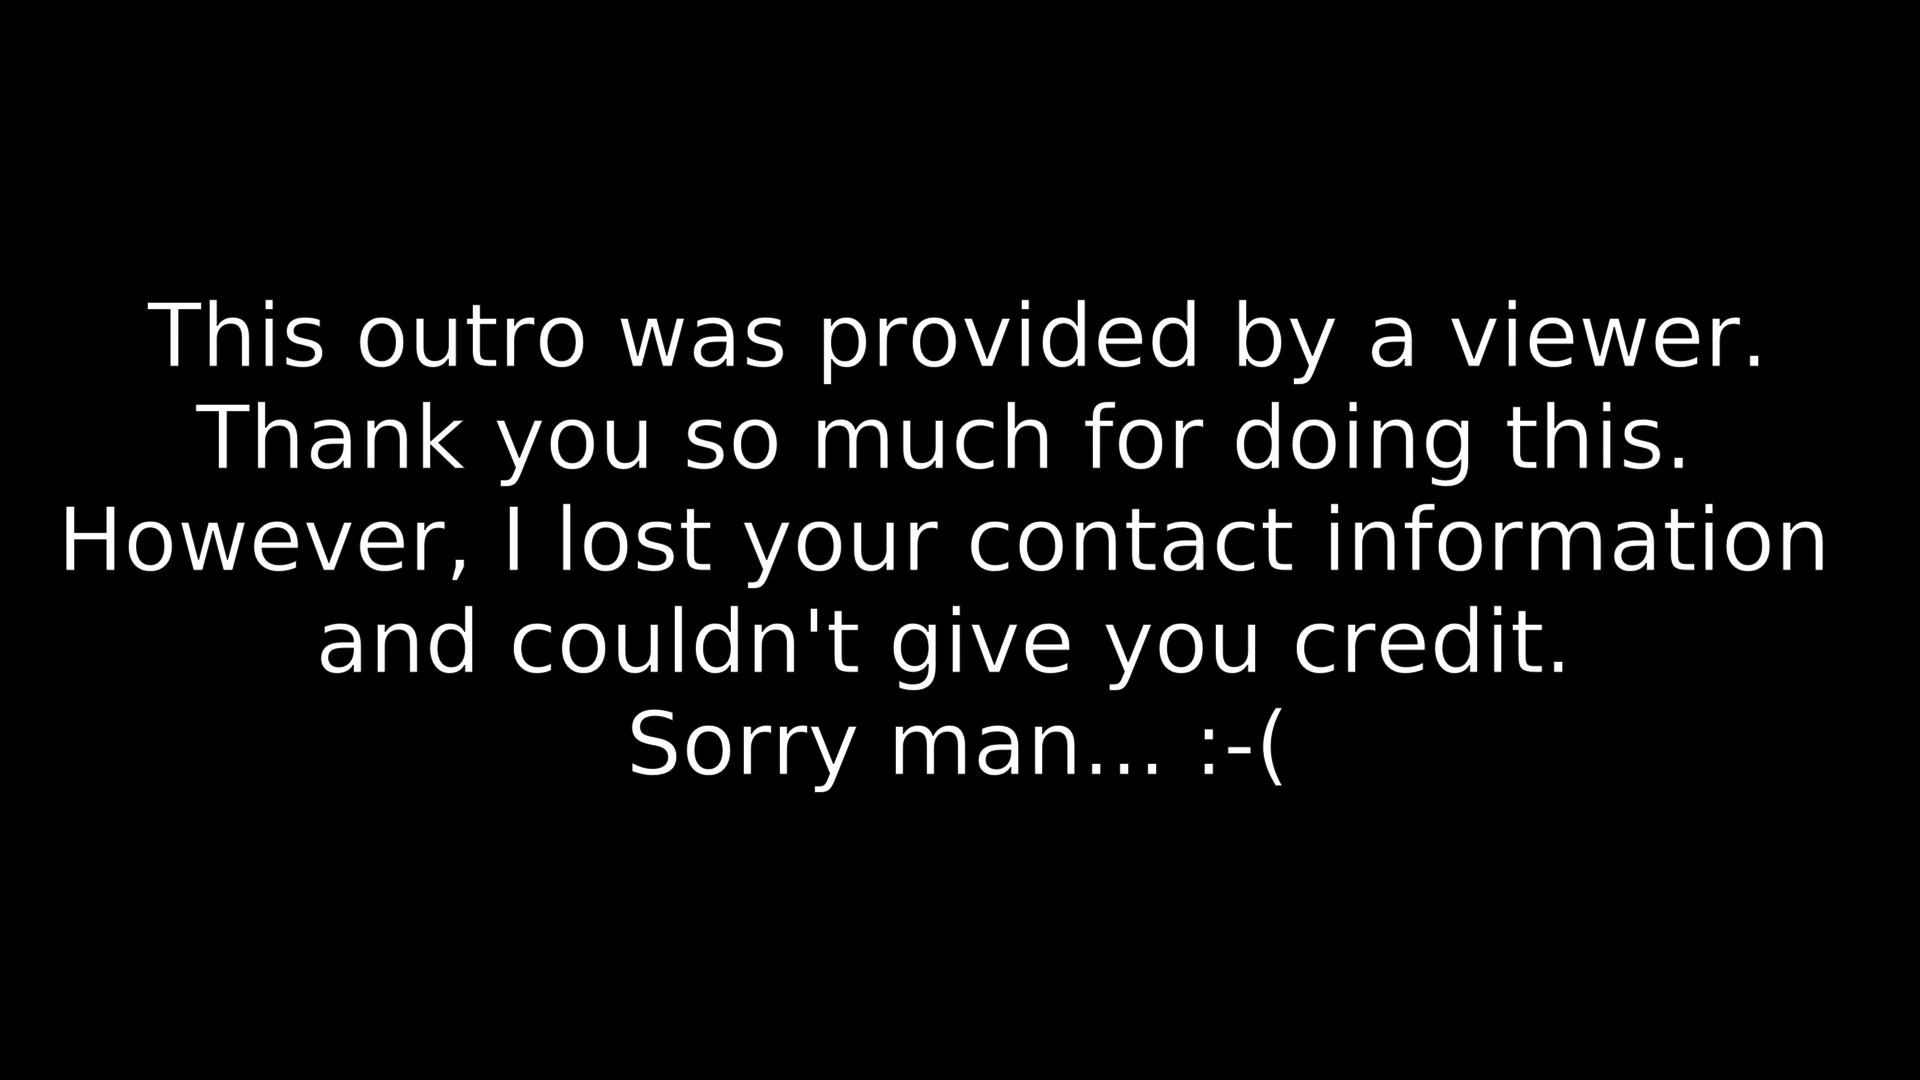 This outro was provided by a viewer.
Thank you so much for doing this.
However, I lost your contact information
and couldn't give you credit.
Sorry man... :-(